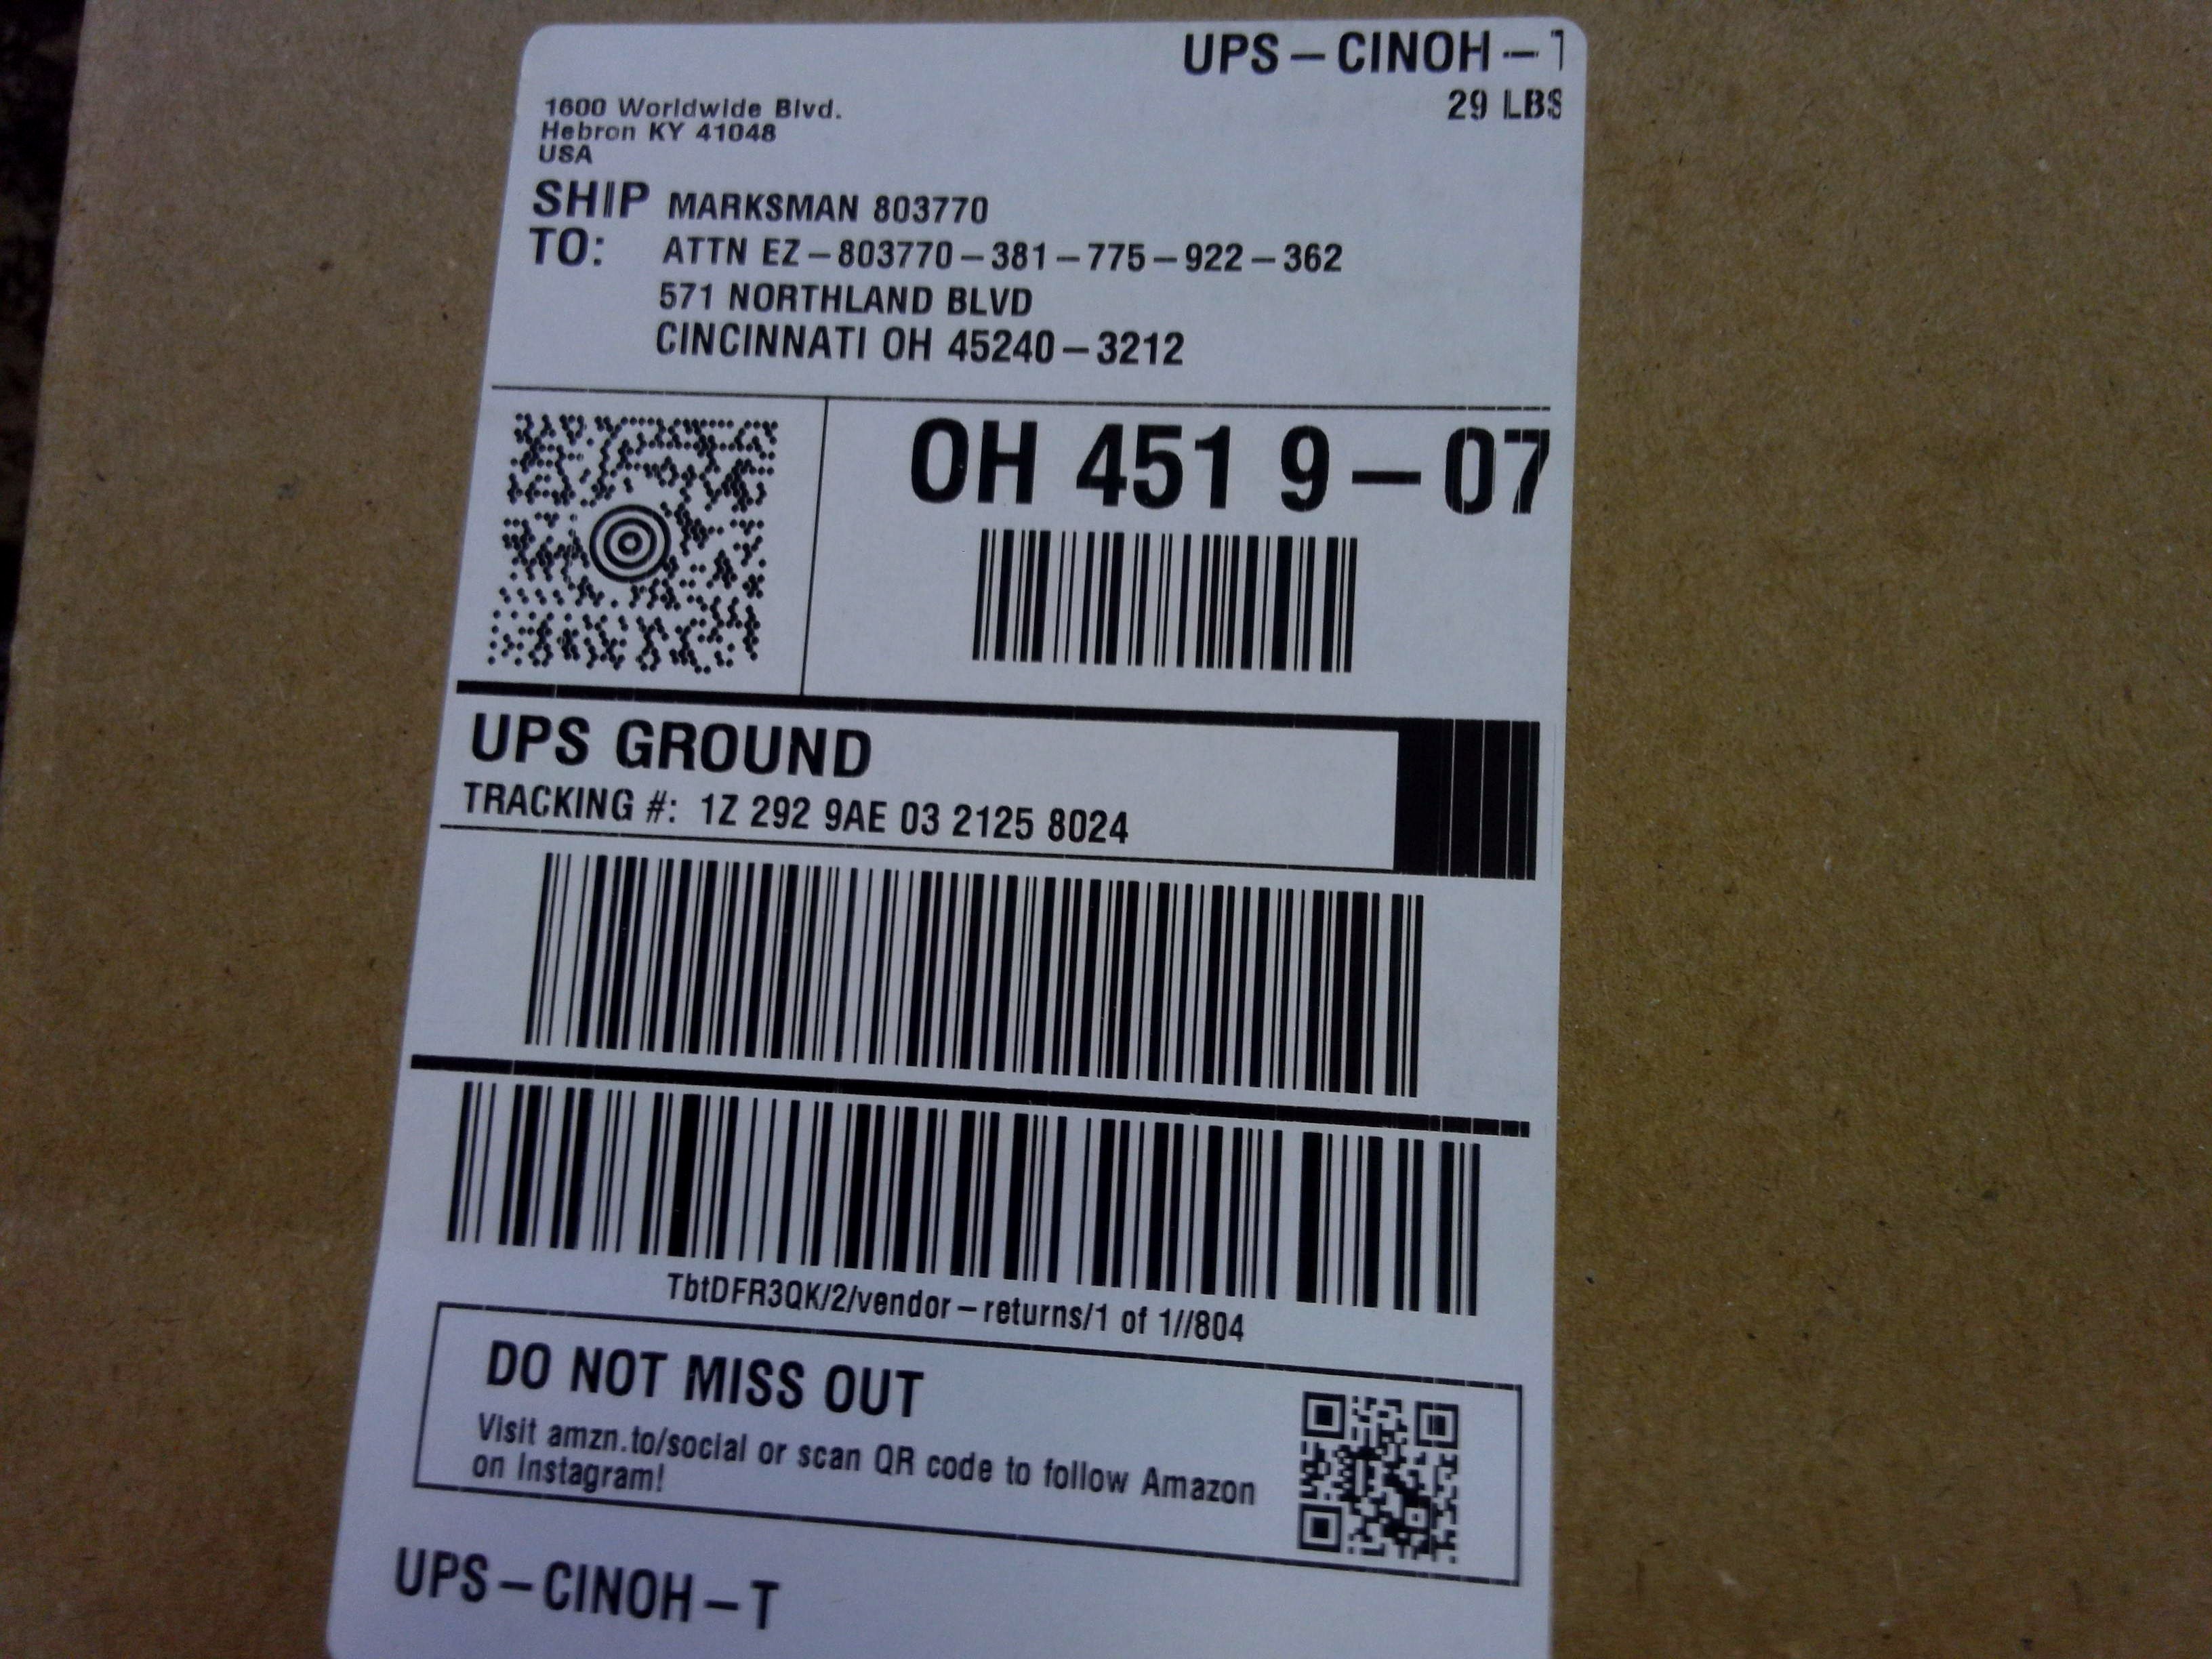 UPS – CINOH – T
29 LBS
1600 Worldwide Blvd.
Hebron KY 41048
USA
SHIP TO: MARKSMAN 803770
ATTN EZ – 803770 – 381 – 775 – 922 – 362
571 NORTHLAND BLVD
CINCINNATI OH 45240 – 3212
OH 451 9 – 07
UPS GROUND
TRACKING #: 1Z 292 9AE 03 2125 8024
TbtDFR3QK/2/vendor – returns/1 of 1//804
DO NOT MISS OUT
Visit amzn.to/social or scan QR code to follow Amazon
on Instagram!
UPS – CINOH – T